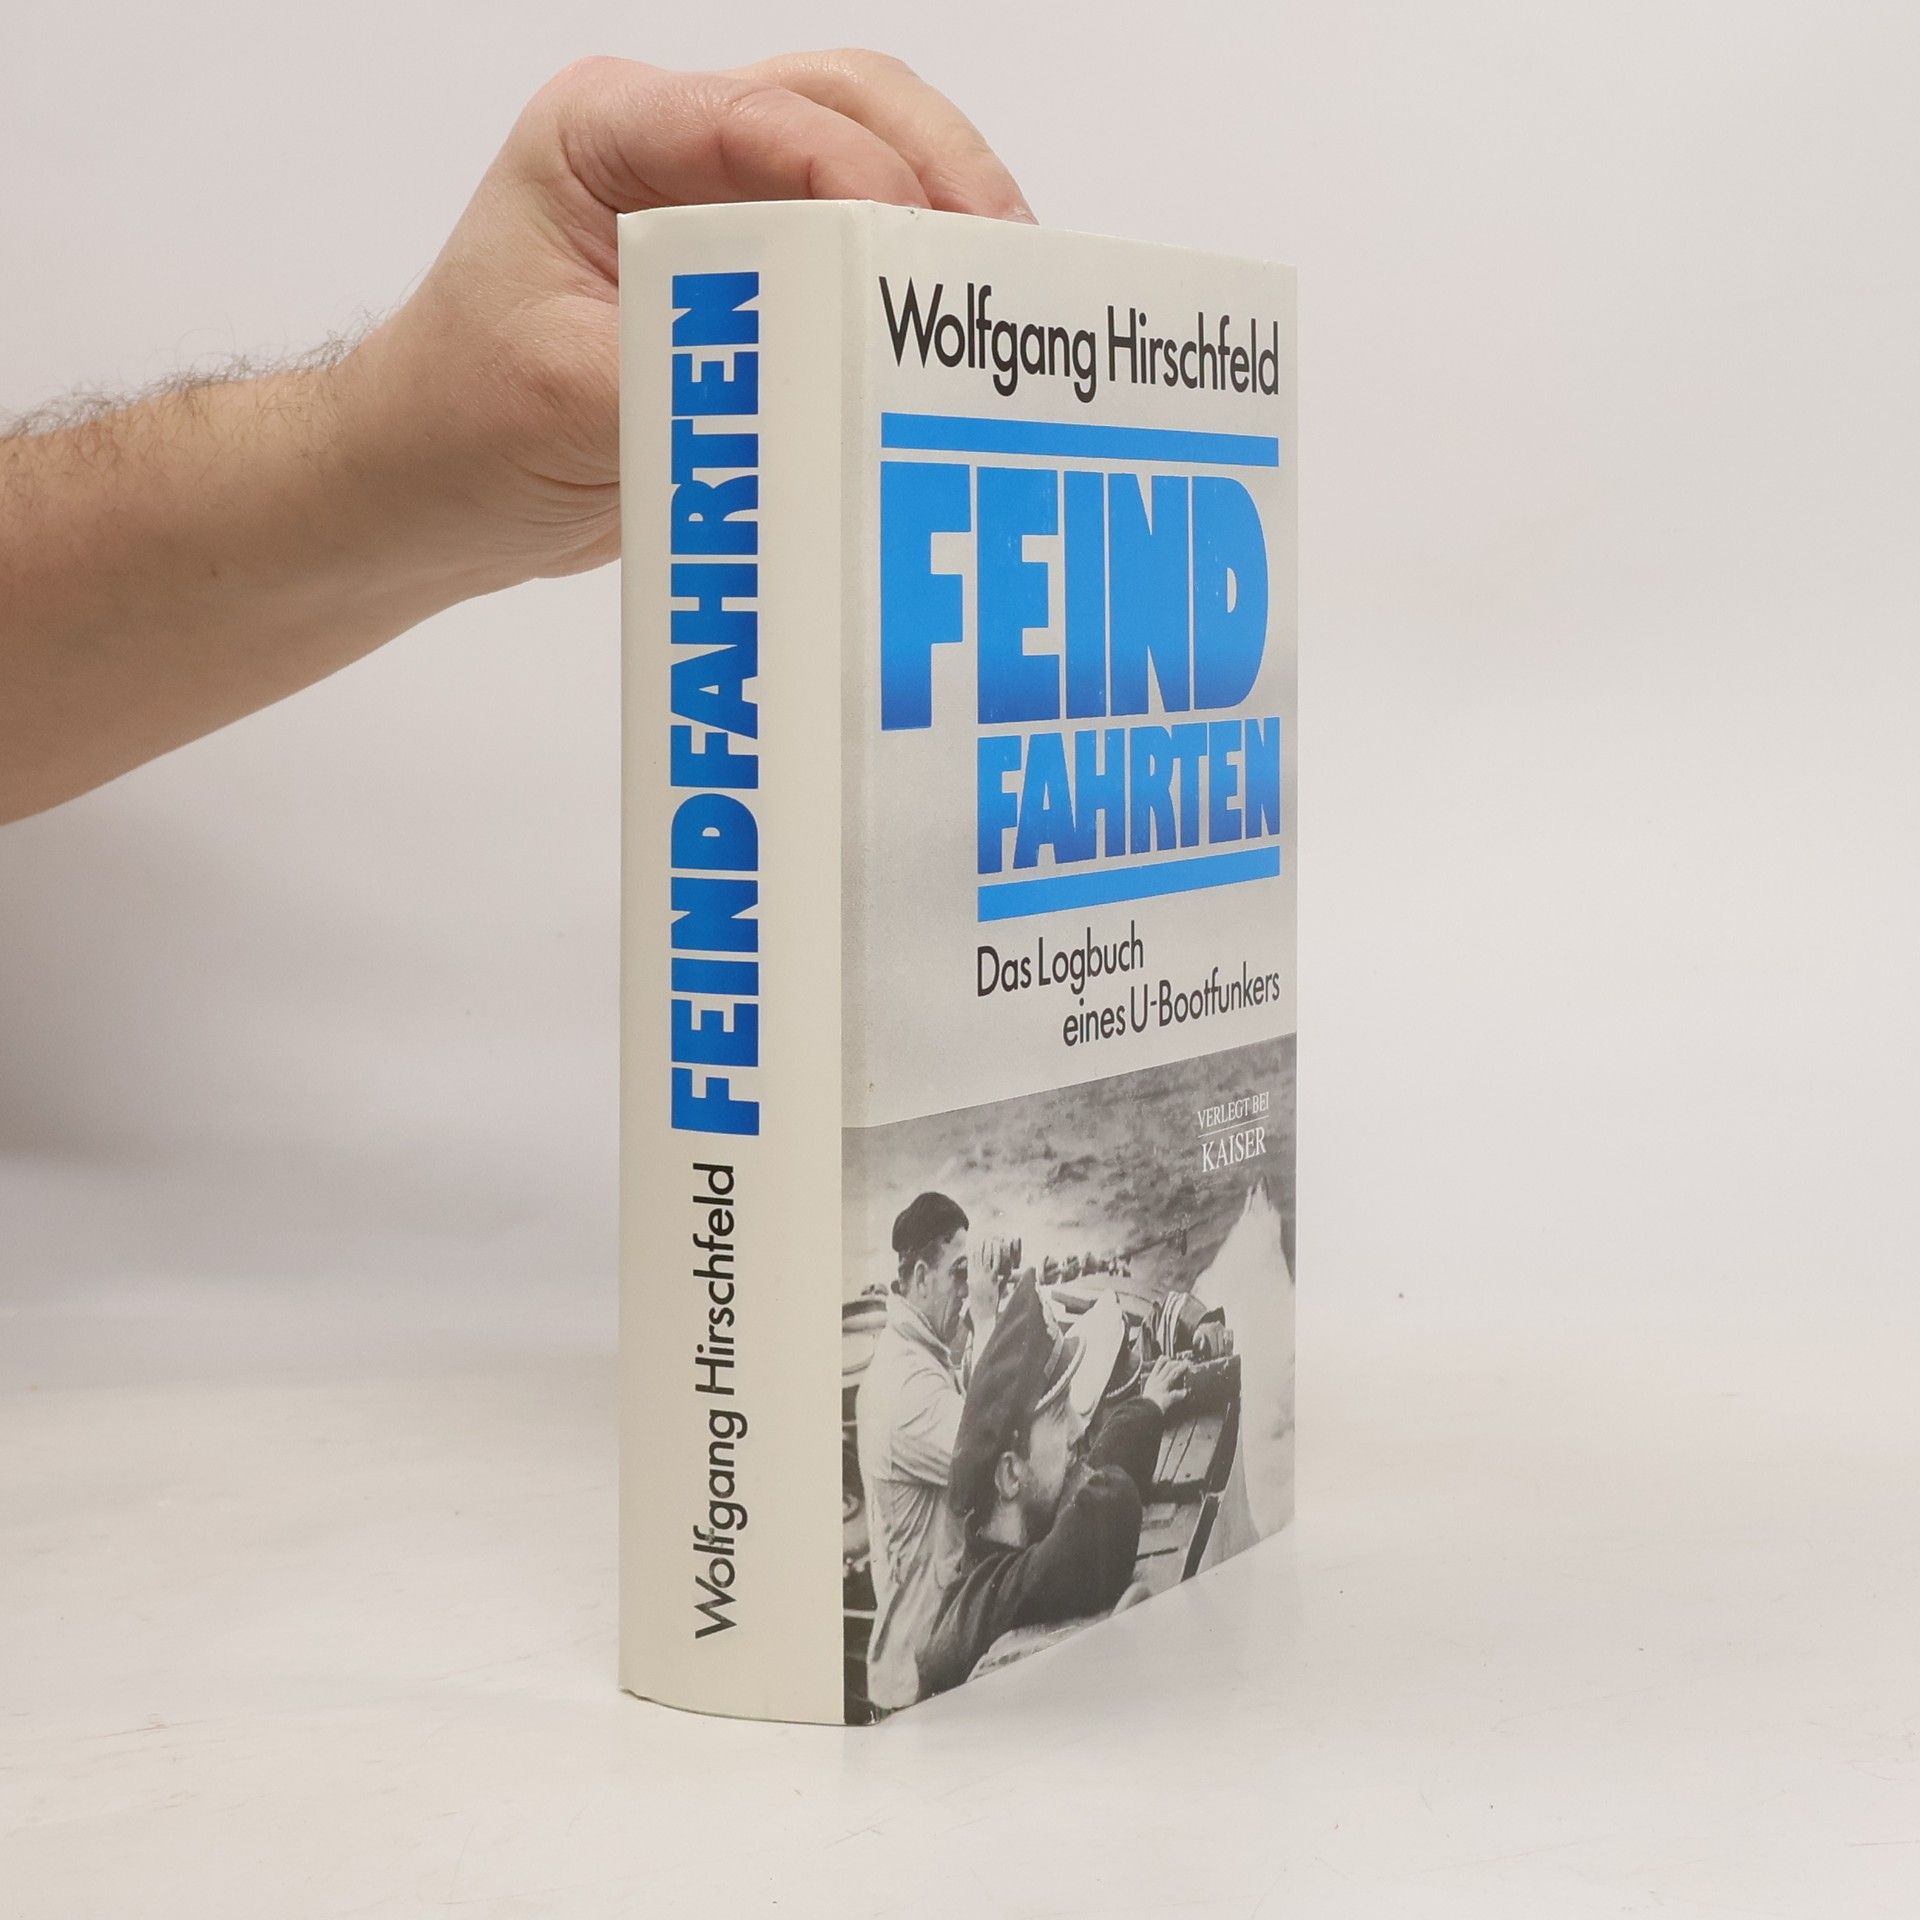 Wolfgang Hirschfeld FEINDFAHRTEN
Wolfgang Hirschfeld
FEIND
FAHRTEN
Das Logbuch
eines U-Bootfunkers
VERLEGT BEI
KAISER